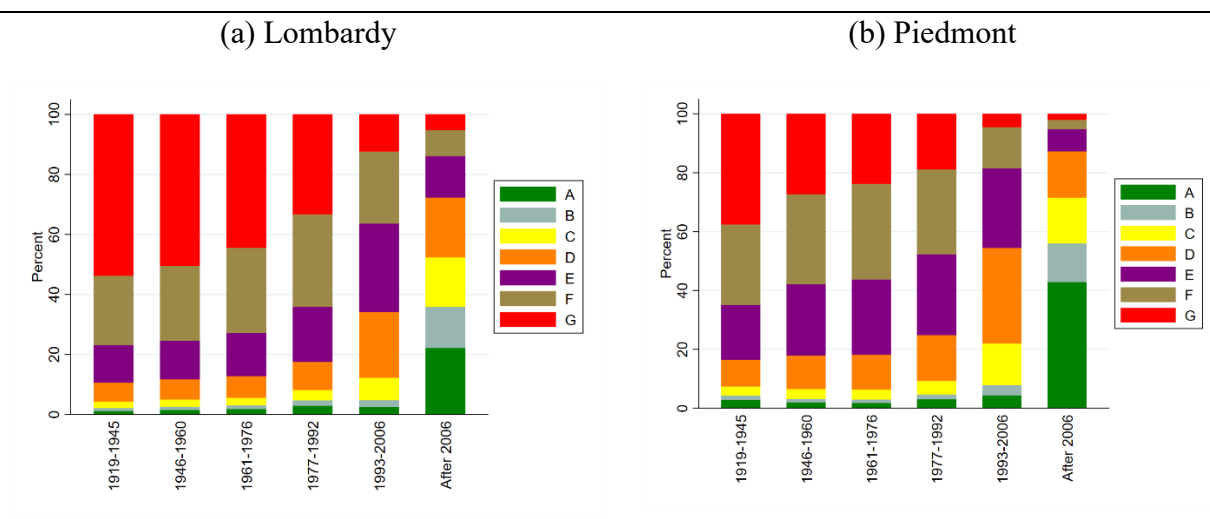 (a) Lombardy
(b) Piedmont
Percent
0
20
40
60
80
100
1919-1945
1946-1960
1961-1976
1977-1992
1993-2006
After 2006
A
B
C
D
E
F
G
Percent
0
20
40
60
80
100
1919-1945
1946-1960
1961-1976
1977-1992
1993-2006
After 2006
A
B
C
D
E
F
G